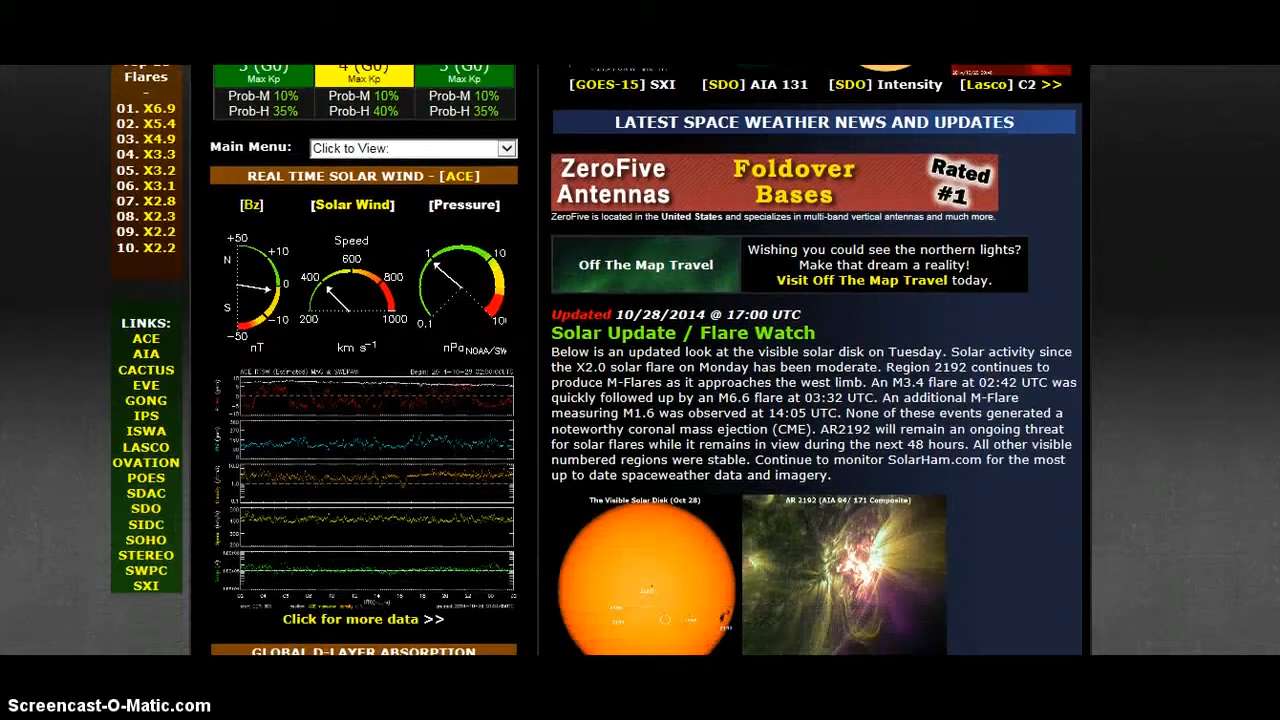 Flares
-
01. X6.9
02. X5.4
03. X4.9
04. X3.3
05. X3.2
06. X3.1
07. X2.8
08. X2.3
09. X2.2
10. X2.2
LINKS:
ACE
AIA
CACTUS
EVE
GONG
IPS
ISWA
LASCO
OVATION
POES
SDAC
SDO
SIDC
SOHO
STEREO
SWPC
SXI
Max Kp Max Kp Max Kp
Prob-M 10% Prob-M 10% Prob-M 10%
Prob-H 35% Prob-H 40% Prob-H 35%
Main Menu: Click to View:
REAL TIME SOLAR WIND - [ACE]
[Bz] [Solar Wind] [Pressure]
+50 +10 N 0 S -10 -50 nT
Speed
400 600 800 200 1000 km s⁻¹
1 10 0.1 nPa NOAA/SW
Click for more data >>
GLOBAL D-LAYER ABSORPTION
[GOES-15] SXI [SDO] AIA 131 [SDO] Intensity [Lasco] C2 >>
LATEST SPACE WEATHER NEWS AND UPDATES
ZeroFive Antennas
Foldover Bases
Rated #1
ZeroFive is located in the United States and specializes in multi-band vertical antennas and much more.
Off The Map Travel
Wishing you could see the northern lights?
Make that dream a reality!
Visit Off The Map Travel today.
Updated 10/28/2014 @ 17:00 UTC
Solar Update / Flare Watch
Below is an updated look at the visible solar disk on Tuesday. Solar activity since
the X2.0 solar flare on Monday has been moderate. Region 2192 continues to
produce M-Flares as it approaches the west limb. An M3.4 flare at 02:42 UTC was
quickly followed up by an M6.6 flare at 03:32 UTC. An additional M-Flare
measuring M1.6 was observed at 14:05 UTC. None of these events generated a
noteworthy coronal mass ejection (CME). AR2192 will remain an ongoing threat
for solar flares while it remains in view during the next 48 hours. All other visible
numbered regions were stable. Continue to monitor SolarHam.com for the most
up to date spaceweather data and imagery.
The Visible Solar Disk (Oct 28)
AR 2192 (AIA 94/ 171 Composite)
Screencast-O-Matic.com